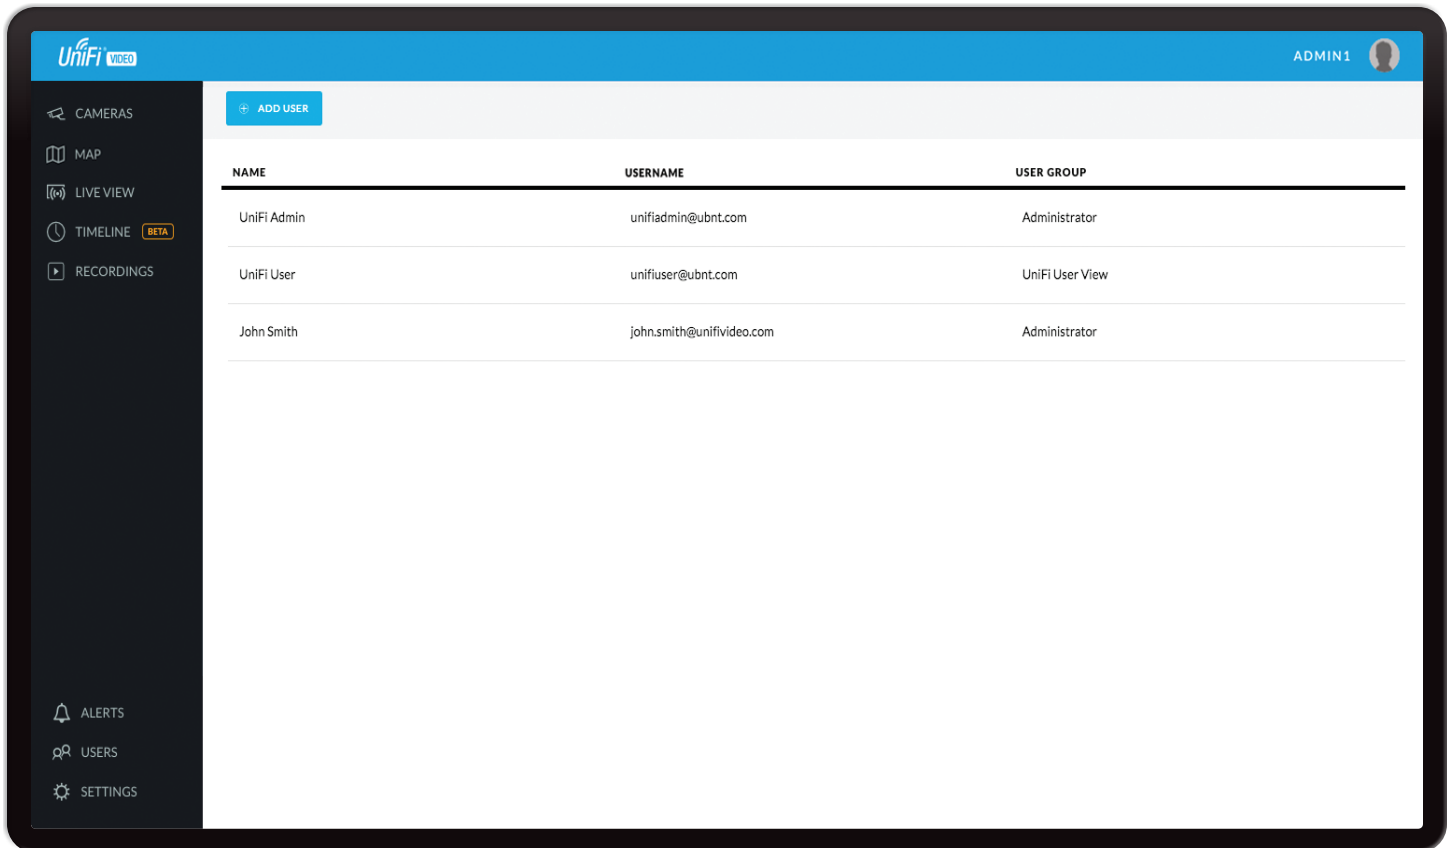 UniFi VIDEO
ADMIN1
CAMERAS
MAP
LIVE VIEW
TIMELINE BETA
RECORDINGS
ALERTS
USERS
SETTINGS
ADD USER
NAME USERNAME USER GROUP
UniFi Admin unifiadmin@ubnt.com Administrator
UniFi User unifiuser@ubnt.com UniFi User View
John Smith john.smith@unifivideo.com Administrator